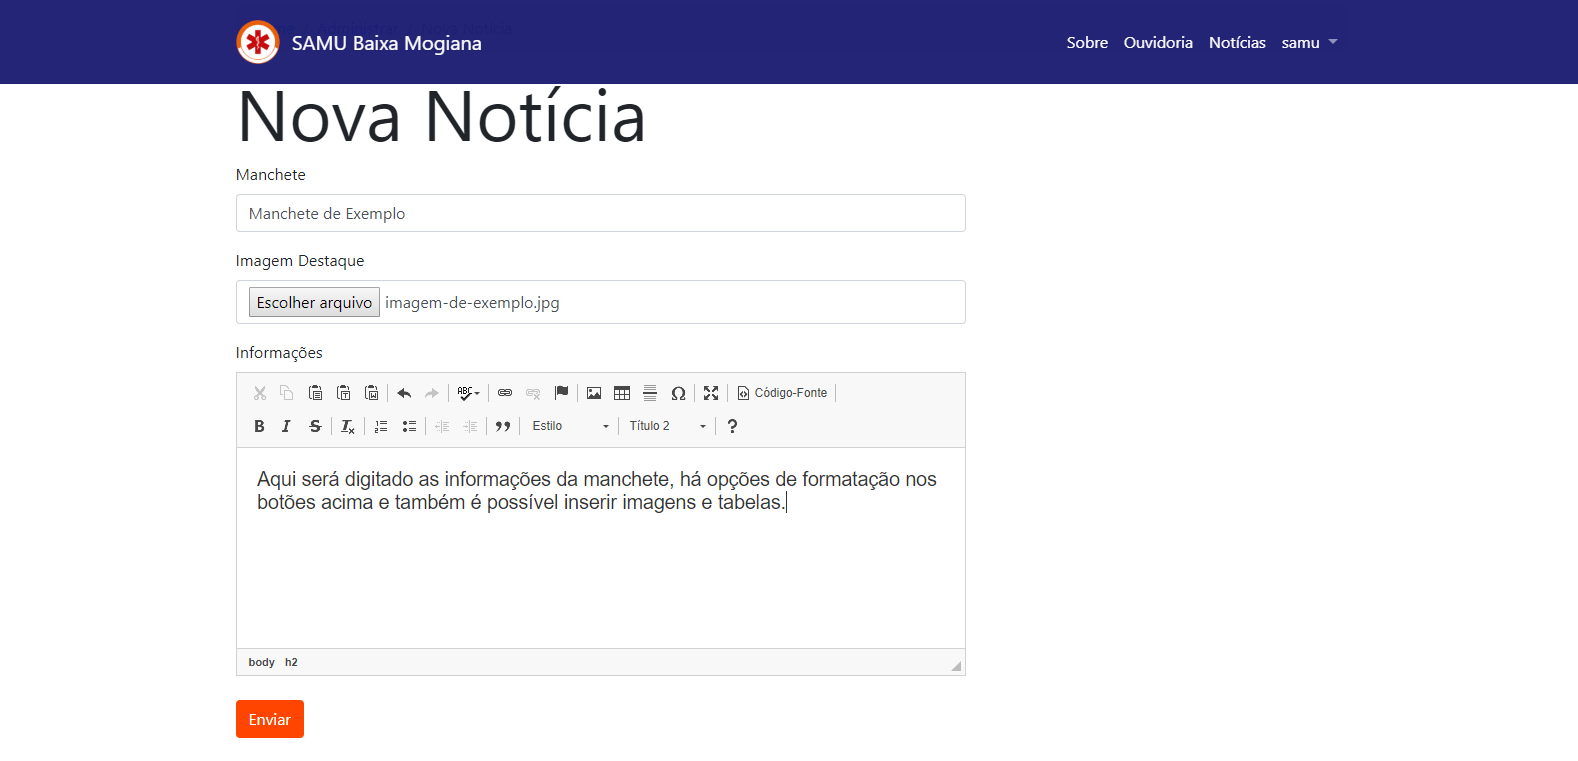 SAMU Baixa Mogiana
Sobre Ouvidoria Notícias samu
Nova Notícia
Manchete
Manchete de Exemplo
Imagem Destaque
Escolher arquivo imagem-de-exemplo.jpg
Informações
ABC Ω Código-Fonte
B I S Tx Estilo Título 2 ?
Aqui será digitado as informações da manchete, há opções de formatação nos
botões acima e também é possível inserir imagens e tabelas.
body h2
Enviar